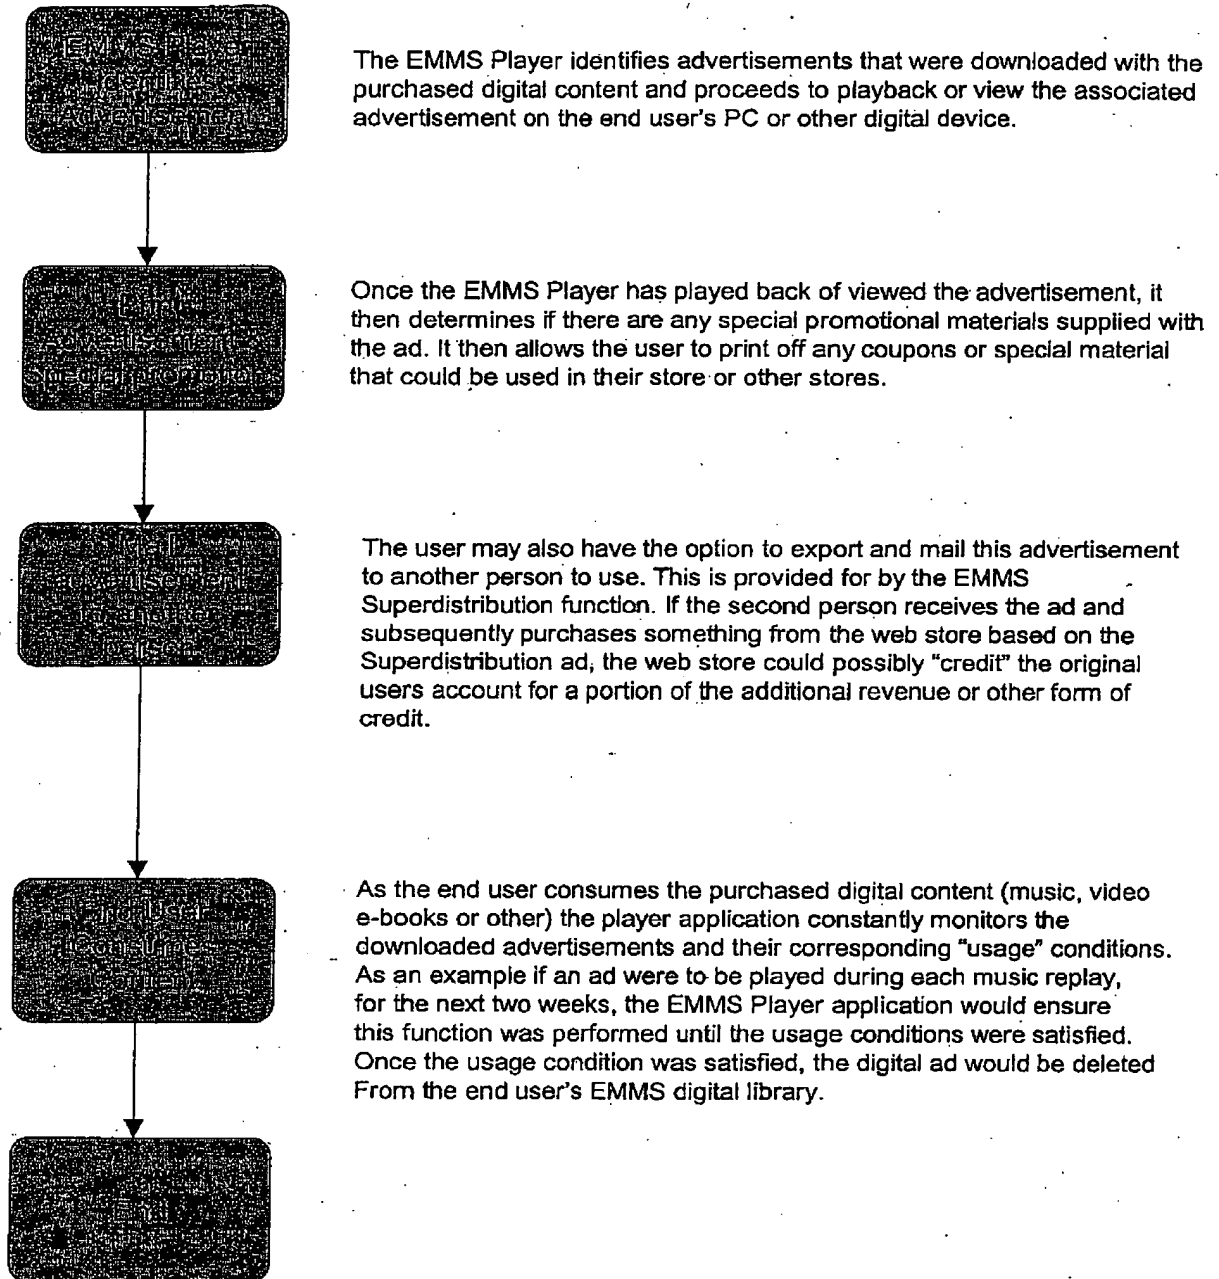 EMMS Player
Identifies
Advertisement
The EMMS Player identifies advertisements that were downloaded with the
purchased digital content and proceeds to playback or view the associated
advertisement on the end user's PC or other digital device.
Advertisement &
Special promotions
Once the EMMS Player has played back of viewed the advertisement, it
then determines if there are any special promotional materials supplied with
the ad. It then allows the user to print off any coupons or special material
that could be used in their store or other stores.
Advertisement
The user may also have the option to export and mail this advertisement
to another person to use. This is provided for by the EMMS
Superdistribution function. If the second person receives the ad and
subsequently purchases something from the web store based on the
Superdistribution ad, the web store could possibly "credit" the original
users account for a portion of the additional revenue or other form of
credit.
End User
Consumes
Content
As the end user consumes the purchased digital content (music, video
e-books or other) the player application constantly monitors the
downloaded advertisements and their corresponding "usage" conditions.
As an example if an ad were to be played during each music replay,
for the next two weeks, the EMMS Player application would ensure
this function was performed until the usage conditions were satisfied.
Once the usage condition was satisfied, the digital ad would be deleted
From the end user's EMMS digital library.